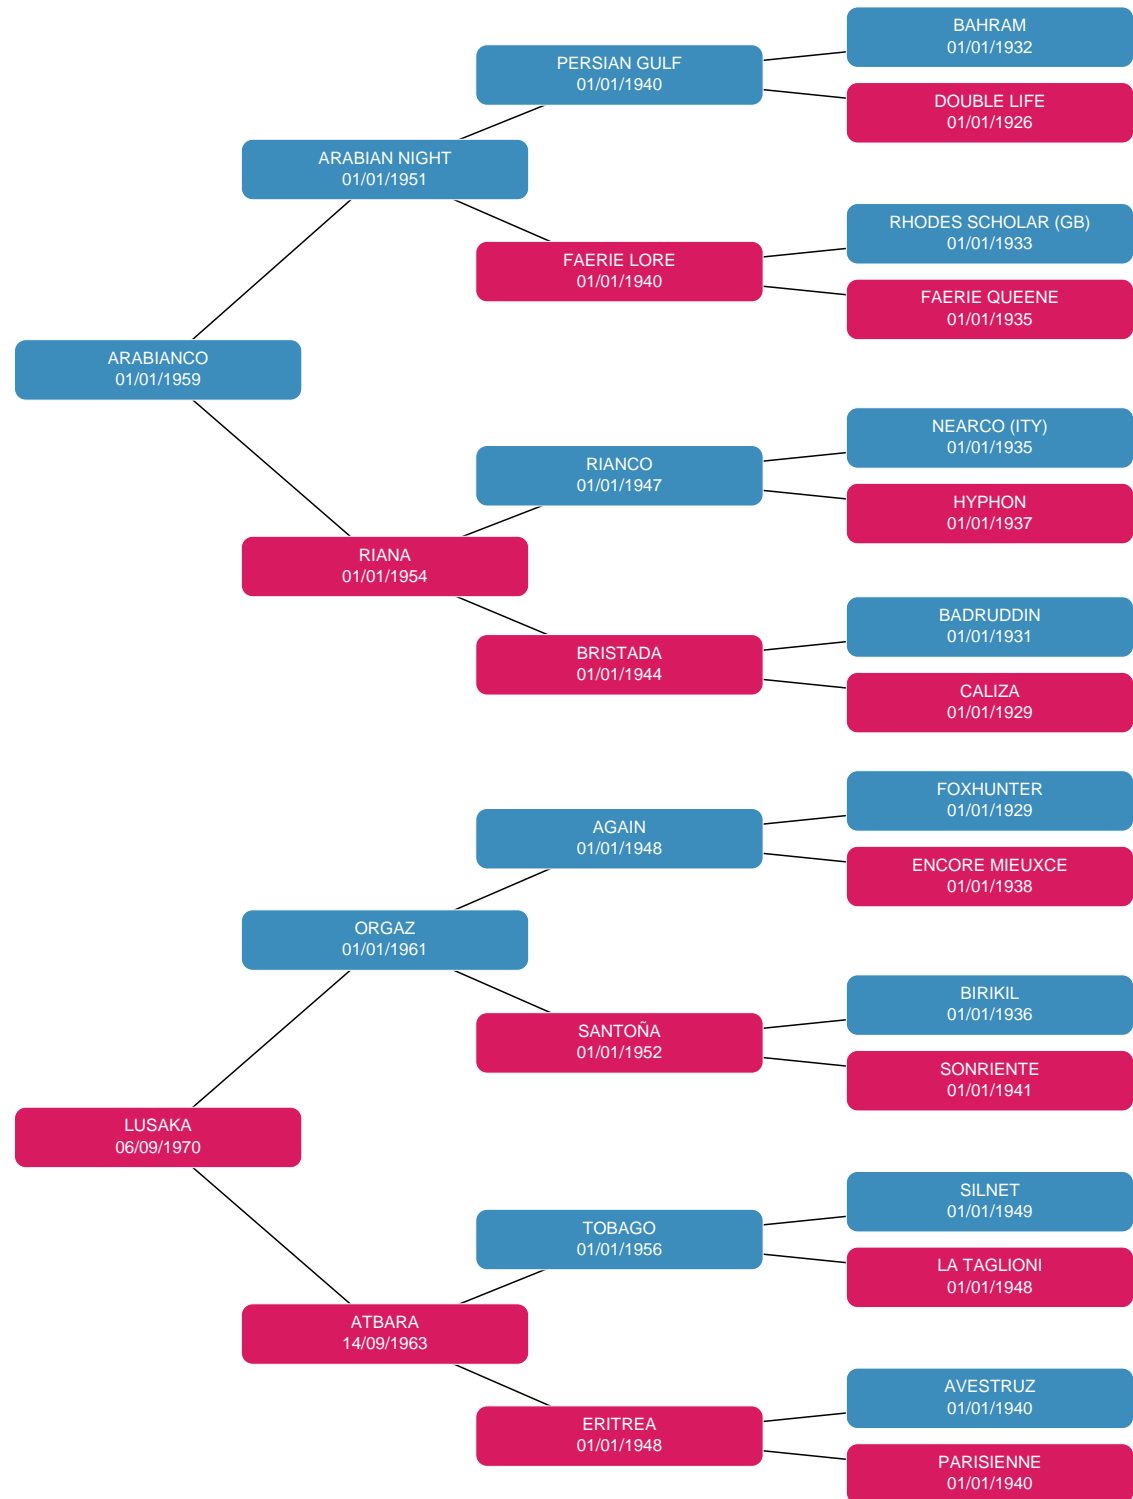 BAHRAM
01/01/1932
PERSIAN GULF
01/01/1940
DOUBLE LIFE
01/01/1926
ARABIAN NIGHT
01/01/1951
RHODES SCHOLAR (GB)
01/01/1933
FAERIE LORE
01/01/1940
FAERIE QUEENE
01/01/1935
ARABIANCO
01/01/1959
NEARCO (ITY)
01/01/1935
RIANCO
01/01/1947
HYPHON
01/01/1937
RIANA
01/01/1954
BADRUDDIN
01/01/1931
BRISTADA
01/01/1944
CALIZA
01/01/1929
FOXHUNTER
01/01/1929
AGAIN
01/01/1948
ENCORE MIEUXCE
01/01/1938
ORGAZ
01/01/1961
BIRIKIL
01/01/1936
SANTOÑA
01/01/1952
SONRIENTE
01/01/1941
LUSAKA
06/09/1970
SILNET
01/01/1949
TOBAGO
01/01/1956
LA TAGLIONI
01/01/1948
ATBARA
14/09/1963
AVESTRUZ
01/01/1940
ERITREA
01/01/1948
PARISIENNE
01/01/1940